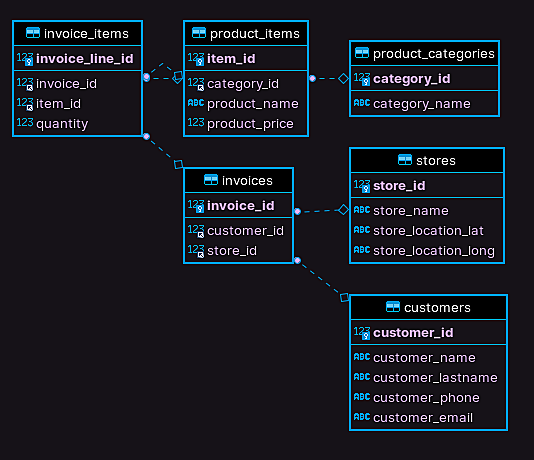 invoice_items
123 invoice_line_id
123 invoice_id
123 item_id
123 quantity
product_items
123 item_id
123 category_id
ABC product_name
123 product_price
product_categories
123 category_id
ABC category_name
invoices
123 invoice_id
123 customer_id
123 store_id
stores
123 store_id
ABC store_name
ABC store_location_lat
ABC store_location_long
customers
123 customer_id
ABC customer_name
ABC customer_lastname
ABC customer_phone
ABC customer_email